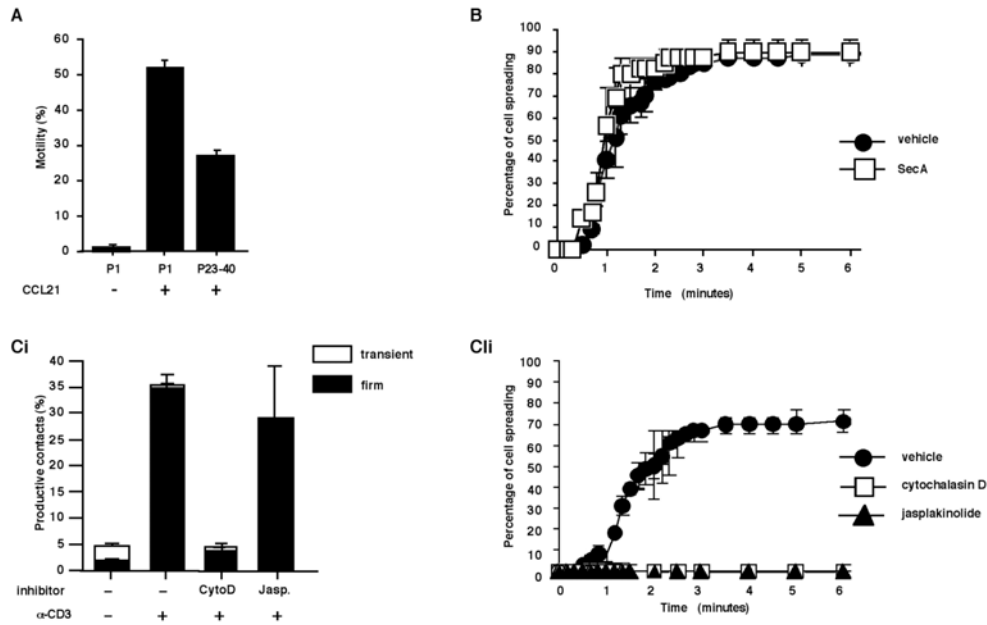 A
Motility (%)
60
50
40
30
20
10
0
P1 P1 P23-40
CCL21 - + +
B
Percentage of cell spreading
100
90
80
70
60
50
40
30
20
10
0
0 1 2 3 4 5 6
Time (minutes)
vehicle
SecA
Ci
Productive contacts (%)
40
35
30
25
20
15
10
5
0
transient
firm
inhibitor – – CytoD Jasp.
α-CD3 - + + +
Cii
Percentage of cell spreading
100
90
80
70
60
50
40
30
20
10
0
0 1 2 3 4 5 6
Time (minutes)
vehicle
cytochalasin D
jasplakinolide